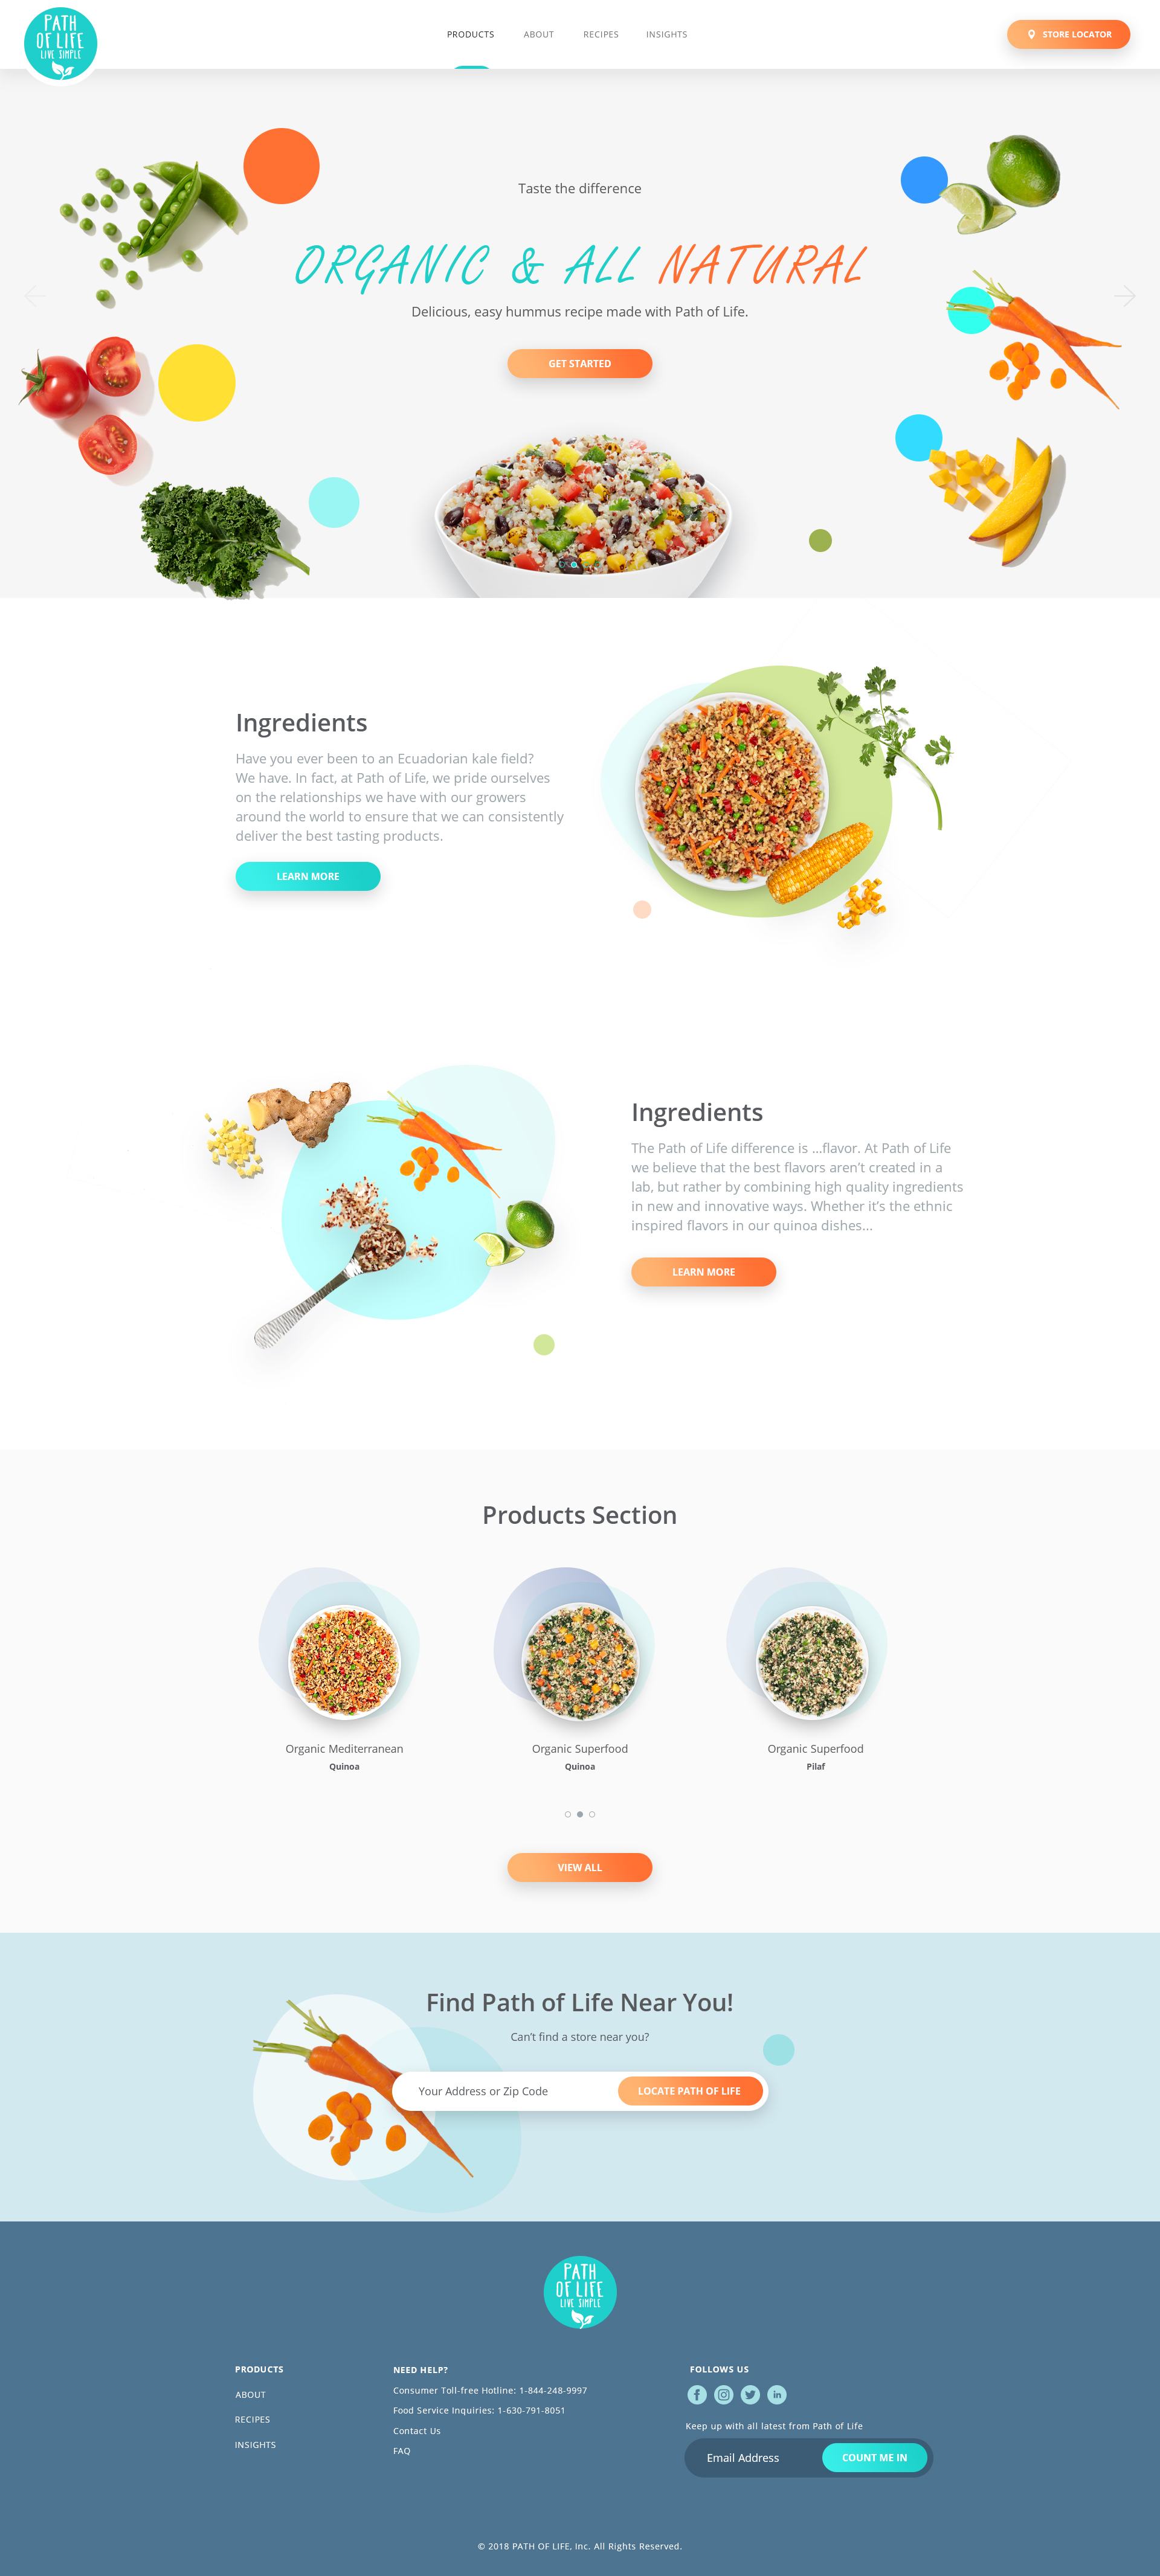 PATH
OF LIFE
LIVE SIMPLE
PRODUCTS ABOUT RECIPES INSIGHTS
STORE LOCATOR
Taste the difference
ORGANIC & ALL NATURAL
Delicious, easy hummus recipe made with Path of Life.
GET STARTED
Ingredients
Have you ever been to an Ecuadorian kale field?
We have. In fact, at Path of Life, we pride ourselves
on the relationships we have with our growers
around the world to ensure that we can consistently
deliver the best tasting products.
LEARN MORE
Ingredients
The Path of Life difference is ...flavor. At Path of Life
we believe that the best flavors aren’t created in a
lab, but rather by combining high quality ingredients
in new and innovative ways. Whether it’s the ethnic
inspired flavors in our quinoa dishes...
LEARN MORE
Products Section
Organic Mediterranean
Quinoa
Organic Superfood
Quinoa
Organic Superfood
Pilaf
VIEW ALL
Find Path of Life Near You!
Can’t find a store near you?
Your Address or Zip Code
LOCATE PATH OF LIFE
PATH
OF LIFE
LIVE SIMPLE
PRODUCTS
ABOUT
RECIPES
INSIGHTS
NEED HELP?
Consumer Toll-free Hotline: 1-844-248-9997
Food Service Inquiries: 1-630-791-8051
Contact Us
FAQ
FOLLOWS US
Keep up with all latest from Path of Life
Email Address
COUNT ME IN
© 2018 PATH OF LIFE, Inc. All Rights Reserved.